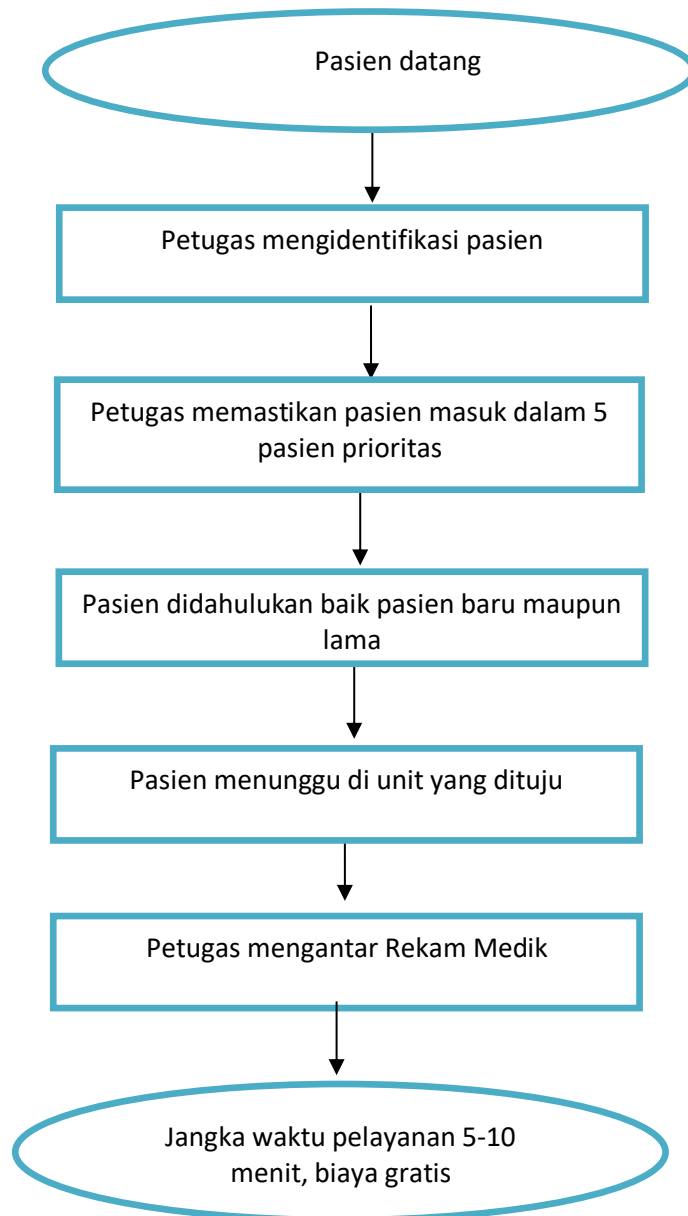 Pasien datang
Petugas mengidentifikasi pasien
Petugas memastikan pasien masuk dalam 5
pasien prioritas
Pasien didahulukan baik pasien baru maupun
lama
Pasien menunggu di unit yang dituju
Petugas mengantar Rekam Medik
Jangka waktu pelayanan 5-10
menit, biaya gratis